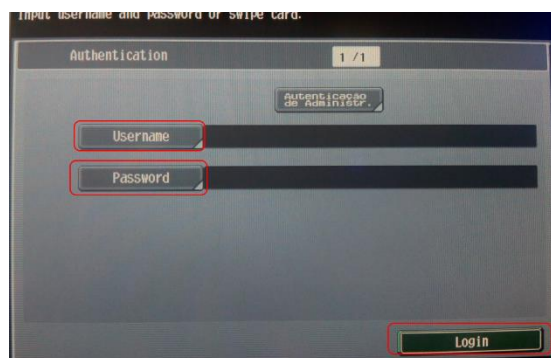 Input username and password or swipe card.
Authentication
1 /1
Autenticação
de Administr.
Username
Password
Login